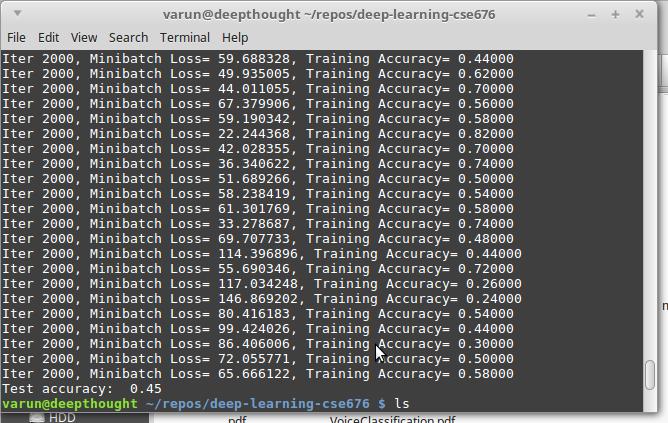 varun@deepthought ~/repos/deep-learning-cse676
File Edit View Search Terminal Help
Iter 2000, Minibatch Loss= 59.688328, Training Accuracy= 0.44000
Iter 2000, Minibatch Loss= 49.935005, Training Accuracy= 0.62000
Iter 2000, Minibatch Loss= 44.011055, Training Accuracy= 0.70000
Iter 2000, Minibatch Loss= 67.379906, Training Accuracy= 0.56000
Iter 2000, Minibatch Loss= 59.190342, Training Accuracy= 0.58000
Iter 2000, Minibatch Loss= 22.244368, Training Accuracy= 0.82000
Iter 2000, Minibatch Loss= 42.028355, Training Accuracy= 0.70000
Iter 2000, Minibatch Loss= 36.340622, Training Accuracy= 0.74000
Iter 2000, Minibatch Loss= 51.689266, Training Accuracy= 0.50000
Iter 2000, Minibatch Loss= 58.238419, Training Accuracy= 0.54000
Iter 2000, Minibatch Loss= 61.301769, Training Accuracy= 0.58000
Iter 2000, Minibatch Loss= 33.278687, Training Accuracy= 0.74000
Iter 2000, Minibatch Loss= 69.707733, Training Accuracy= 0.48000
Iter 2000, Minibatch Loss= 114.396896, Training Accuracy= 0.44000
Iter 2000, Minibatch Loss= 55.690346, Training Accuracy= 0.72000
Iter 2000, Minibatch Loss= 117.034248, Training Accuracy= 0.26000
Iter 2000, Minibatch Loss= 146.869202, Training Accuracy= 0.24000
Iter 2000, Minibatch Loss= 80.416183, Training Accuracy= 0.54000
Iter 2000, Minibatch Loss= 99.424026, Training Accuracy= 0.44000
Iter 2000, Minibatch Loss= 86.406006, Training Accuracy= 0.30000
Iter 2000, Minibatch Loss= 72.055771, Training Accuracy= 0.50000
Iter 2000, Minibatch Loss= 65.666122, Training Accuracy= 0.58000
Test accuracy:  0.45
varun@deepthought ~/repos/deep-learning-cse676 $ ls
HDD
pdf VoiceClassification.pdf